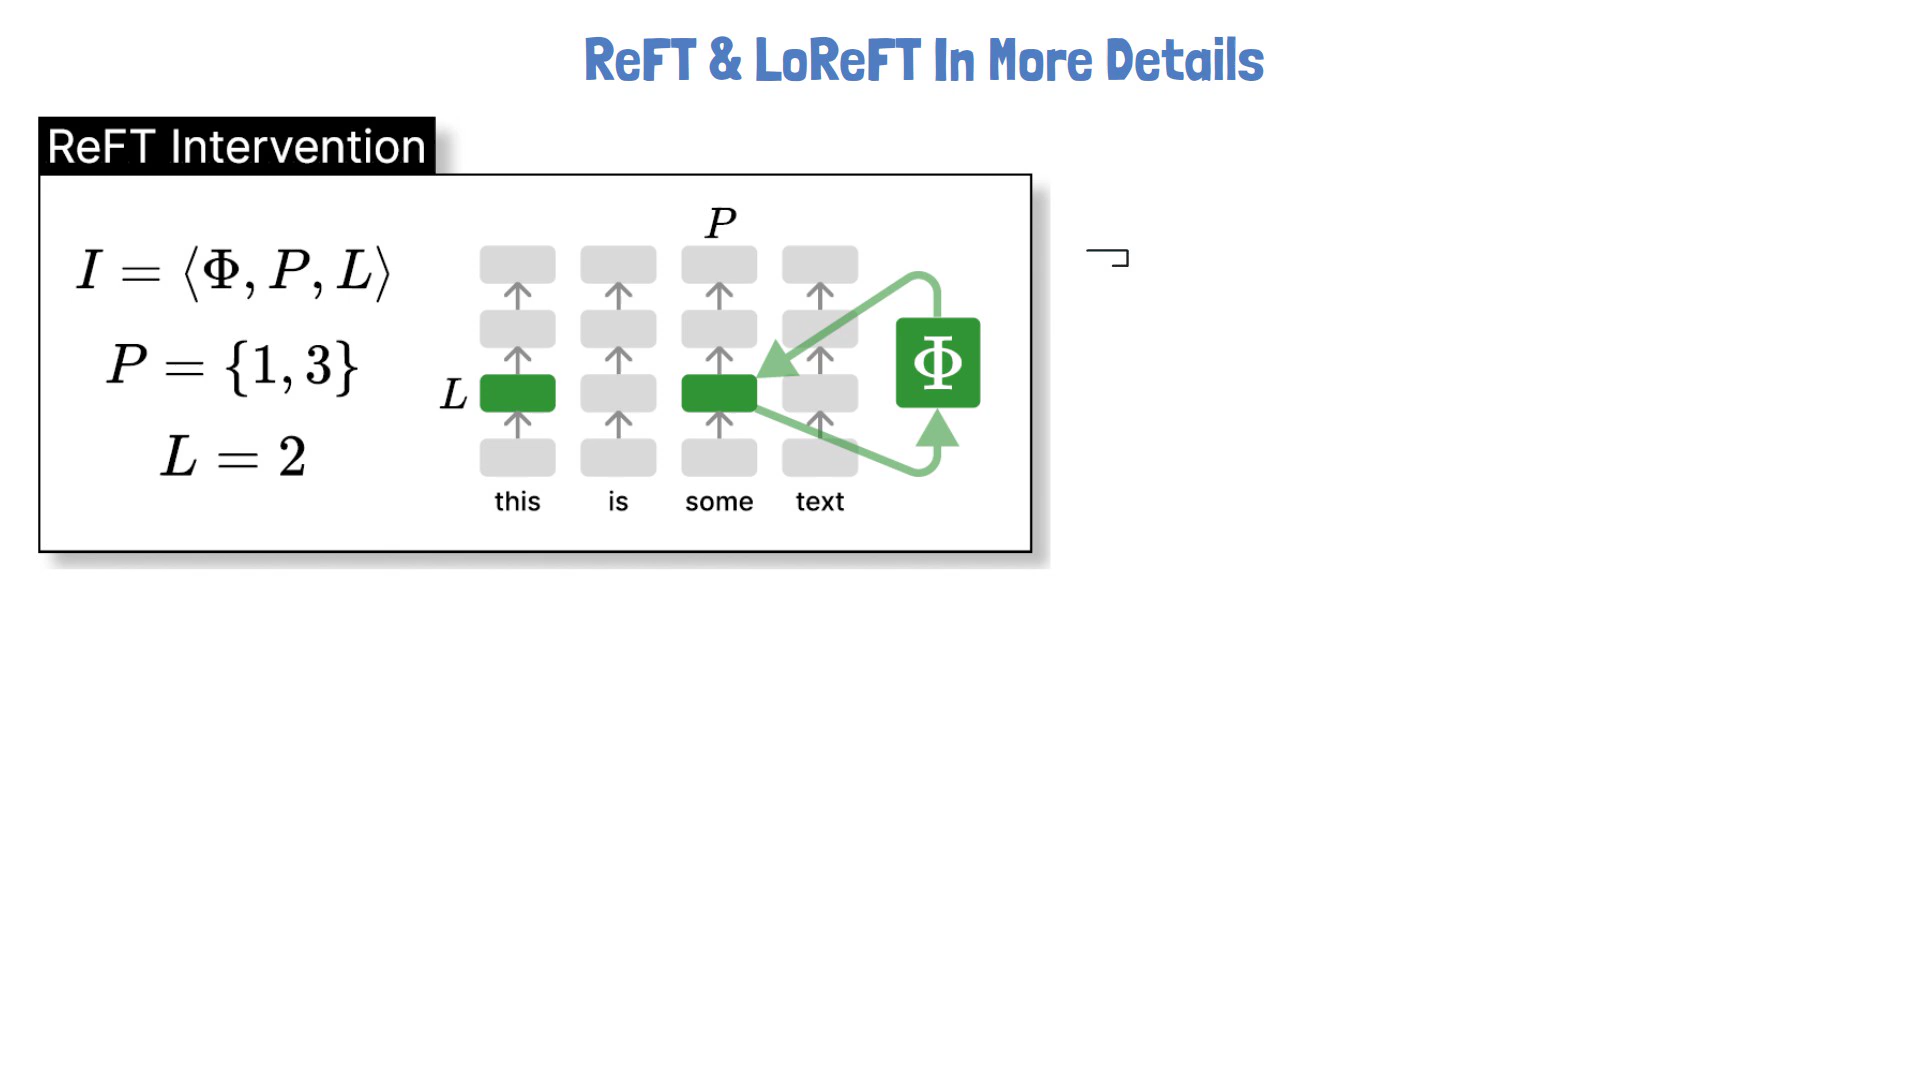 ReFT & LoReFT In More Details
ReFT Intervention
I = ⟨Φ, P, L⟩
P = {1, 3}
L = 2
P
L
Φ
this is some text